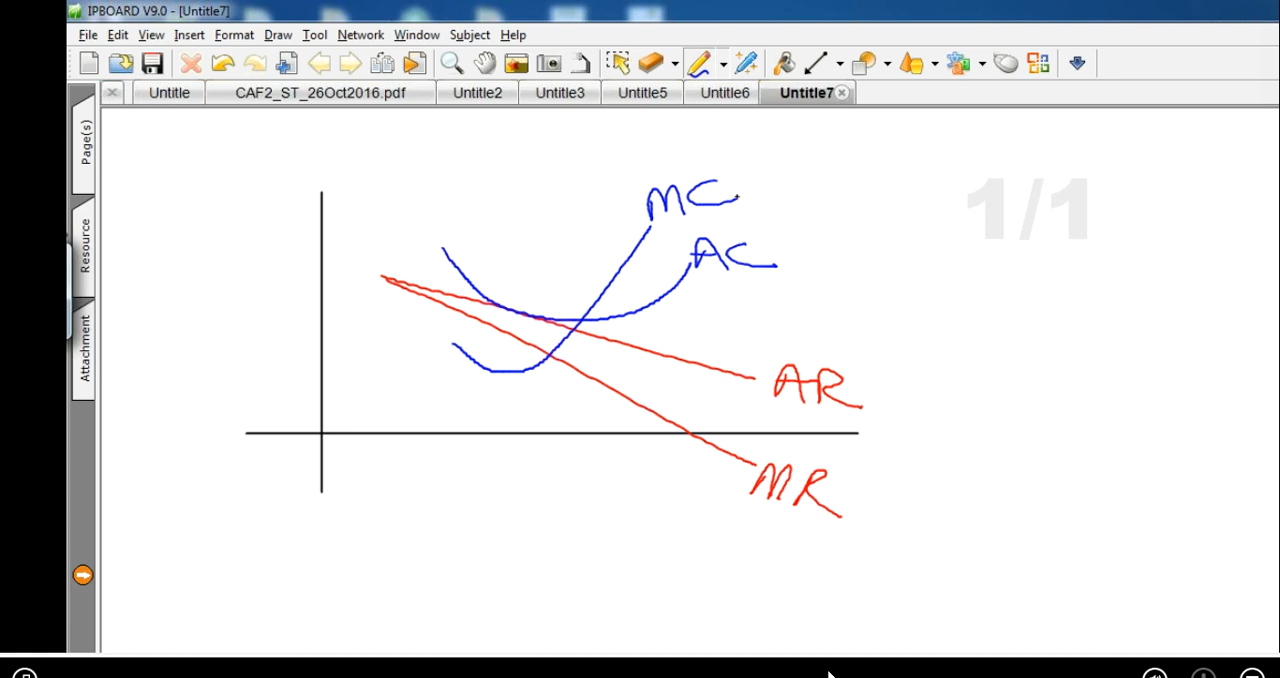 IPBOARD V9.0 - [Untitle7]
File Edit View Insert Format Draw Tool Network Window Subject Help
Untitle CAF2_ST_26Oct2016.pdf Untitle2 Untitle3 Untitle5 Untitle6 Untitle7
Page(s)
Resource
Attachment
1/1
MC
AC
AR
MR